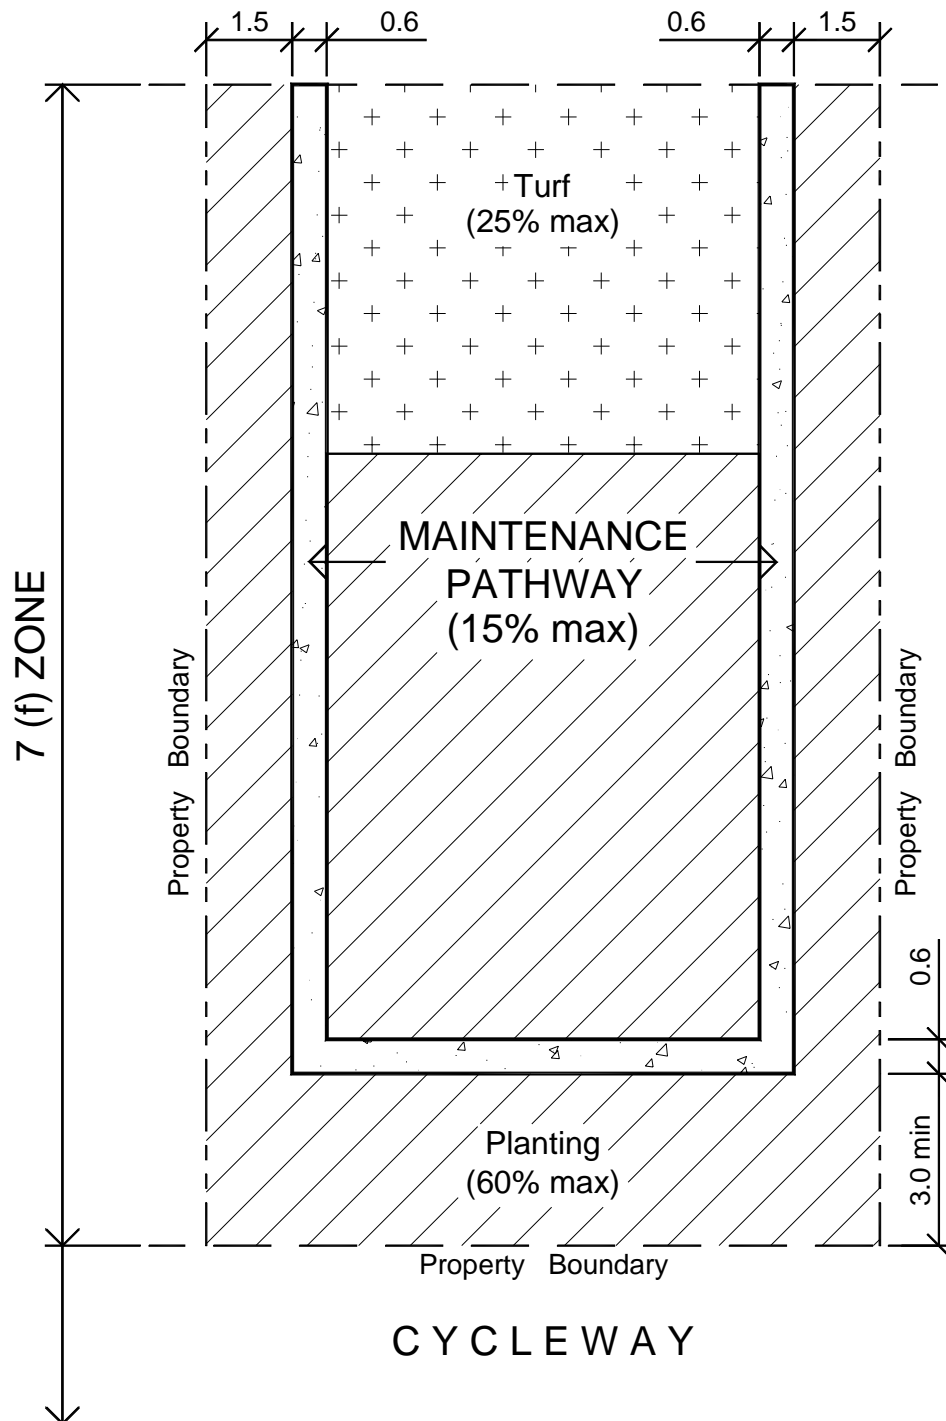 1.5 0.6 0.6 1.5
Turf
(25% max)
MAINTENANCE
PATHWAY
(15% max)
7 (f) ZONE
Property Boundary
Property Boundary
0.6
3.0 min
Planting
(60% max)
Property Boundary
CYCLEWAY